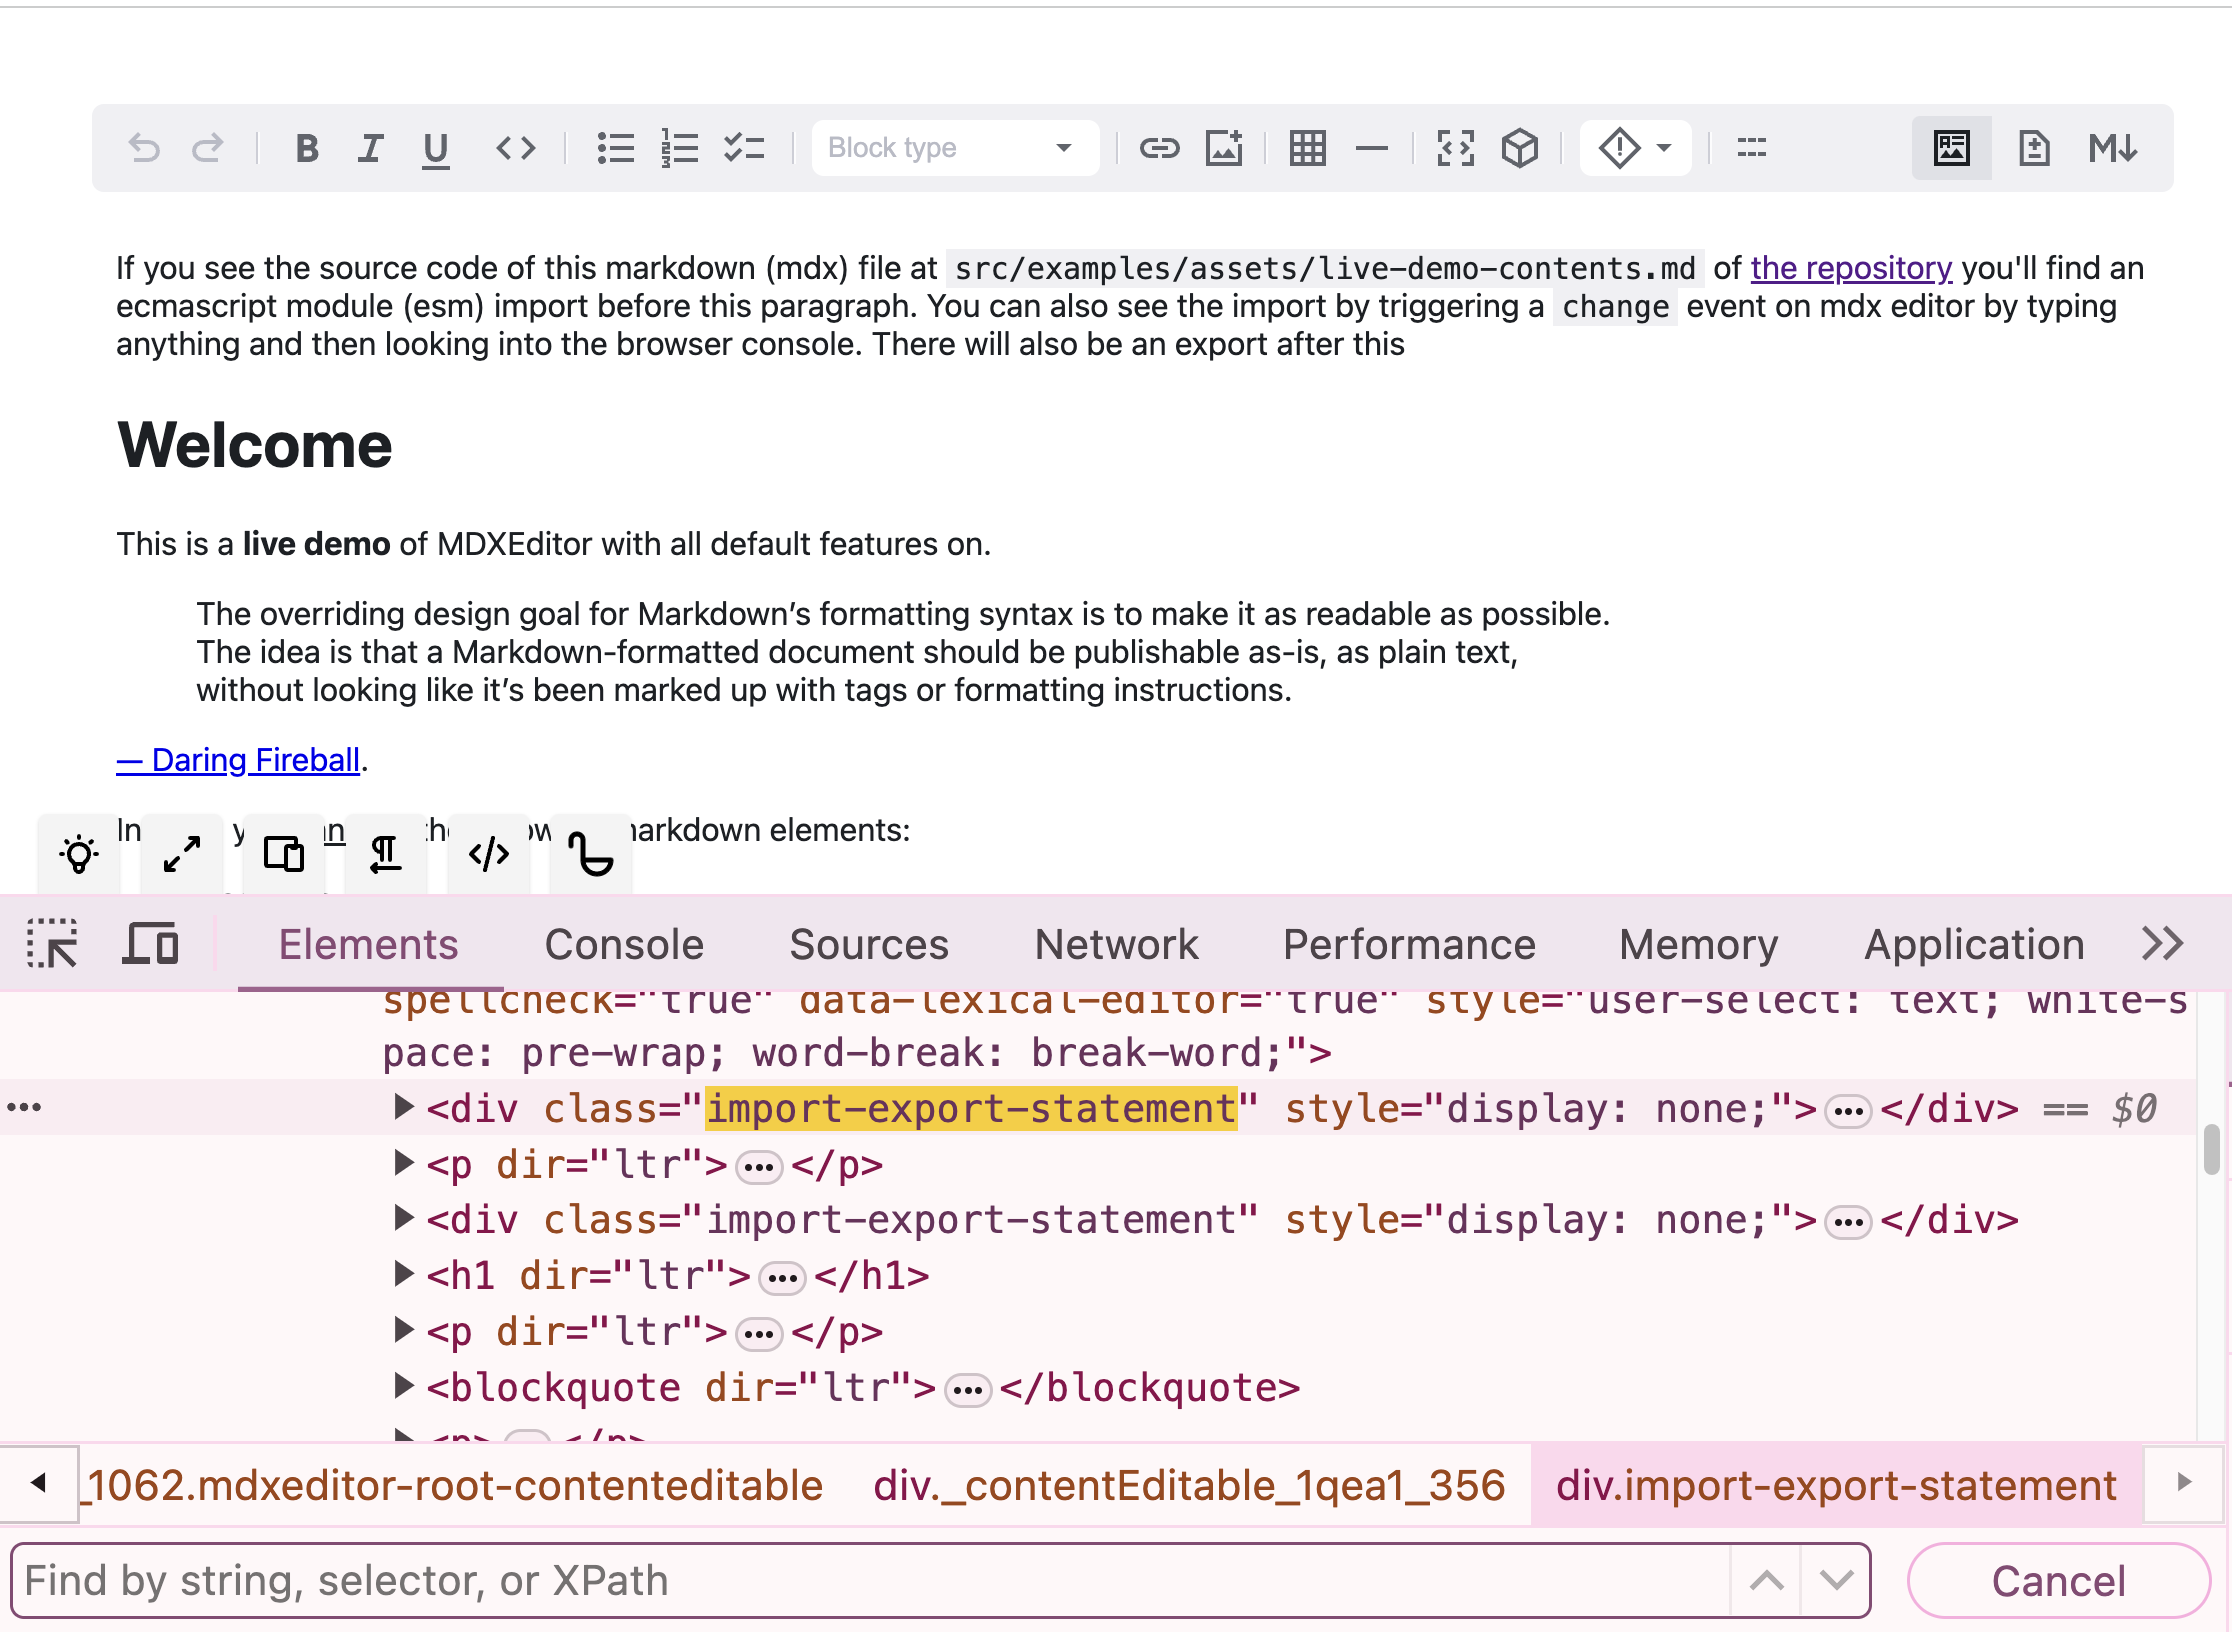 B I U <> Block type M↓
If you see the source code of this markdown (mdx) file at src/examples/assets/live-demo-contents.md of the repository you'll find an
ecmascript module (esm) import before this paragraph. You can also see the import by triggering a change event on mdx editor by typing
anything and then looking into the browser console. There will also be an export after this
Welcome
This is a live demo of MDXEditor with all default features on.
The overriding design goal for Markdown’s formatting syntax is to make it as readable as possible.
The idea is that a Markdown-formatted document should be publishable as-is, as plain text,
without looking like it’s been marked up with tags or formatting instructions.
— Daring Fireball.
In markdown elements:
Elements Console Sources Network Performance Memory Application
spellcheck="true" data-lexical-editor="true" style="user-select: text; white-s
pace: pre-wrap; word-break: break-word;">
<div class="import-export-statement" style="display: none;">…</div> == $0
<p dir="ltr">…</p>
<div class="import-export-statement" style="display: none;">…</div>
<h1 dir="ltr">…</h1>
<p dir="ltr">…</p>
<blockquote dir="ltr">…</blockquote>
<p>…</p>
_1062.mdxeditor-root-contenteditable div._contentEditable_1qea1_356 div.import-export-statement
Find by string, selector, or XPath Cancel